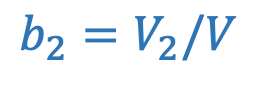 b₂ = V₂/V